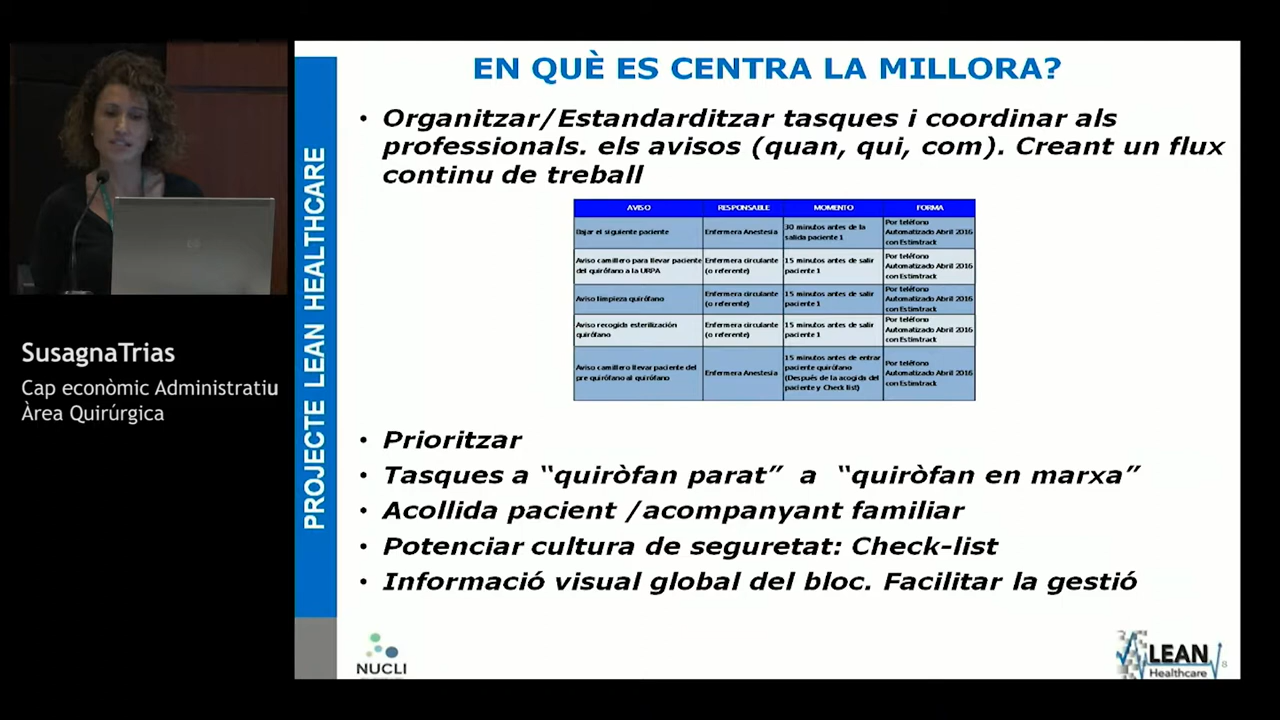 EN QUÈ ES CENTRA LA MILLORA?
• Organitzar/Estandarditzar tasques i coordinar als
professionals. els avisos (quan, qui, com). Creant un flux
continu de treball
AVISO RESPONSABLE MOMENTO FORMA
Bajar el siguiente paciente Enfermera Anestesia 30 minutos antes de la salida paciente 1 Por teléfono Automatizado Abril 2016 con Estimtrack
Aviso camillero para llevar paciente del quirófano a la URPA Enfermera circulante (o referente) 15 minutos antes de salir paciente 1 Por teléfono Automatizado Abril 2016 con Estimtrack
Aviso limpieza quirófano Enfermera circulante (o referente) 15 minutos antes de salir paciente 1 Por teléfono Automatizado Abril 2016 con Estimtrack
Aviso recogida esterilización quirófano Enfermera circulante (o referente) 15 minutos antes de salir paciente 1 Por teléfono Automatizado Abril 2016 con Estimtrack
Aviso camillero llevar paciente del pre quirófano al quirófano Enfermera Anestesia 15 minutos antes de entrar paciente quirófano (Después de la acogida del paciente y Check list) Por teléfono Automatizado Abril 2016 con Estimtrack
• Prioritzar
• Tasques a “quiròfan parat” a “quiròfan en marxa”
• Acollida pacient /acompanyant familiar
• Potenciar cultura de seguretat: Check-list
• Informació visual global del bloc. Facilitar la gestió
PROJECTE LEAN HEALTHCARE
SusagnaTrias
Cap econòmic Administratiu
Àrea Quirúrgica
NUCLI
LEAN
Healthcare
8